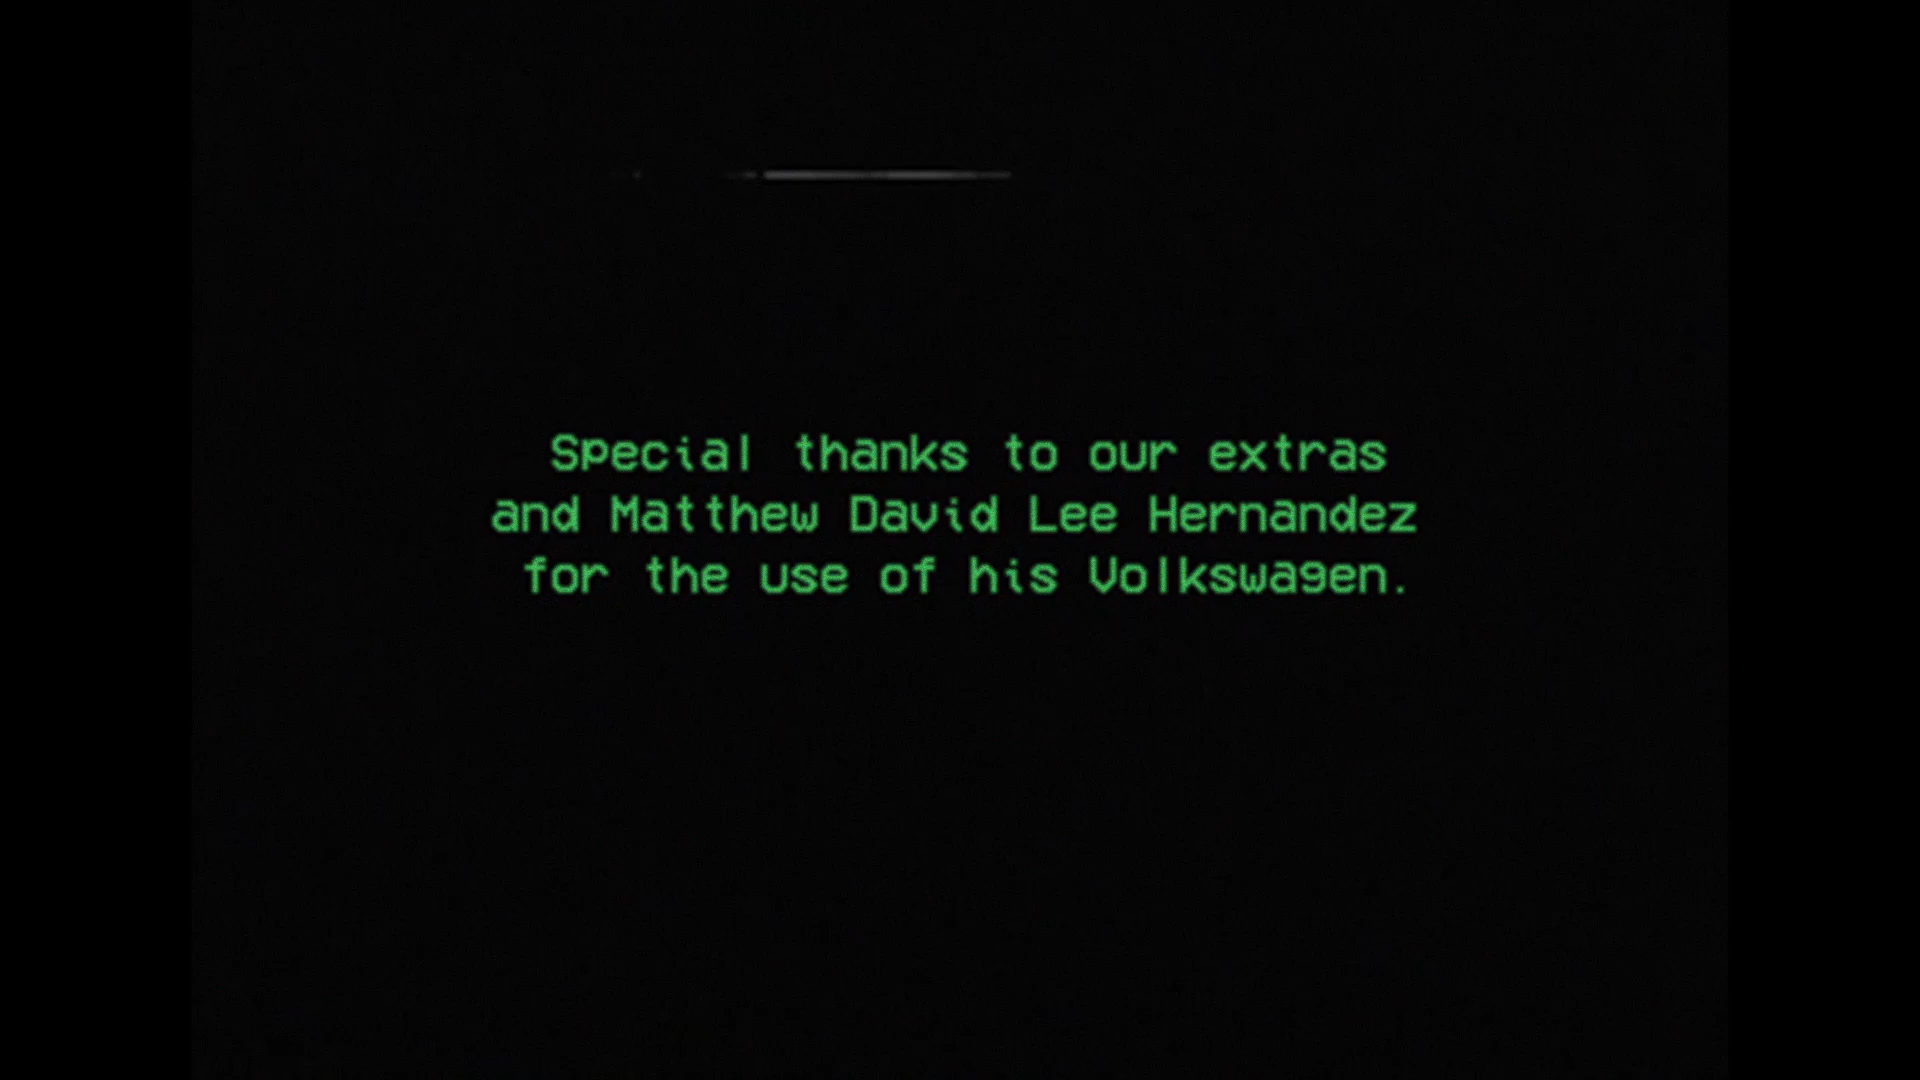 Special thanks to our extras
and Matthew David Lee Hernandez
for the use of his Volkswagen.